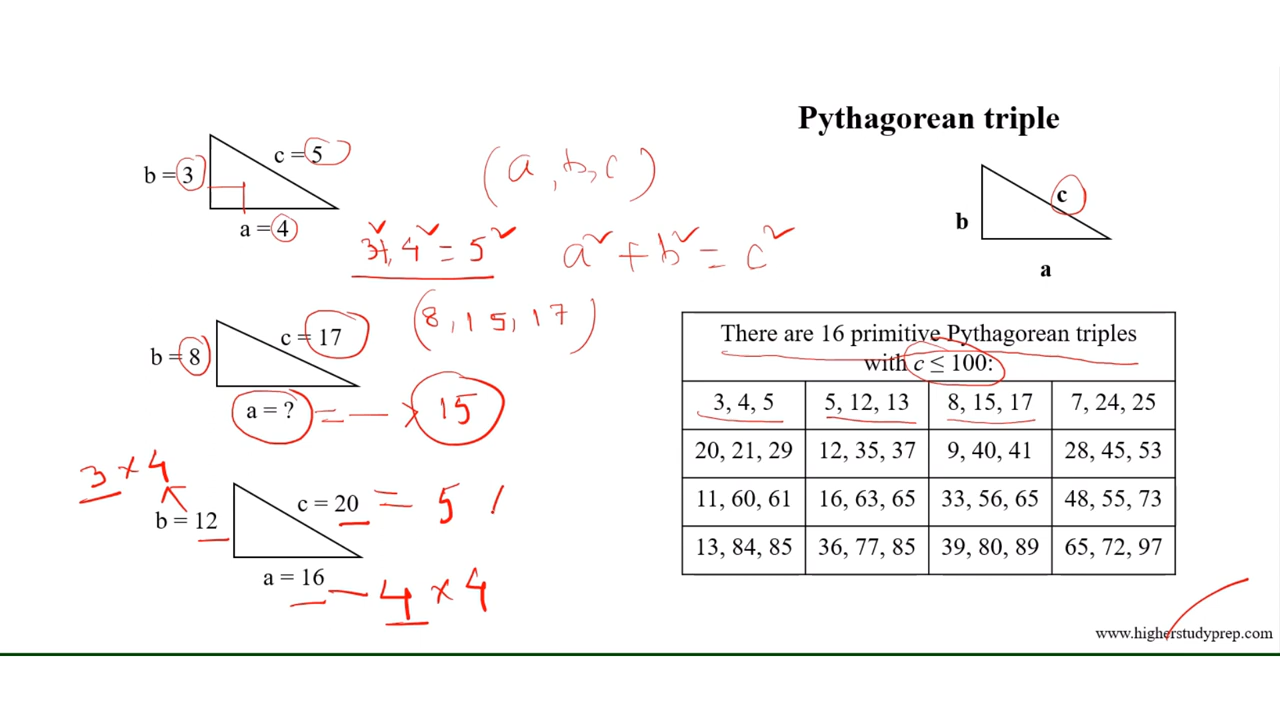 Pythagorean triple
b = 3
c = 5
a = 4
(a, b, c)
3²+, 4² = 5²
a² + b² = c²
c
b
a
b = 8
c = 17
a = ?
(8, 15, 17)
= 15
3 × 4
b = 12
c = 20
= 5
a = 16
4 × 4
There are 16 primitive Pythagorean triples
with c ≤ 100:
3, 4, 5 5, 12, 13 8, 15, 17 7, 24, 25
20, 21, 29 12, 35, 37 9, 40, 41 28, 45, 53
11, 60, 61 16, 63, 65 33, 56, 65 48, 55, 73
13, 84, 85 36, 77, 85 39, 80, 89 65, 72, 97
www.higherstudyprep.com